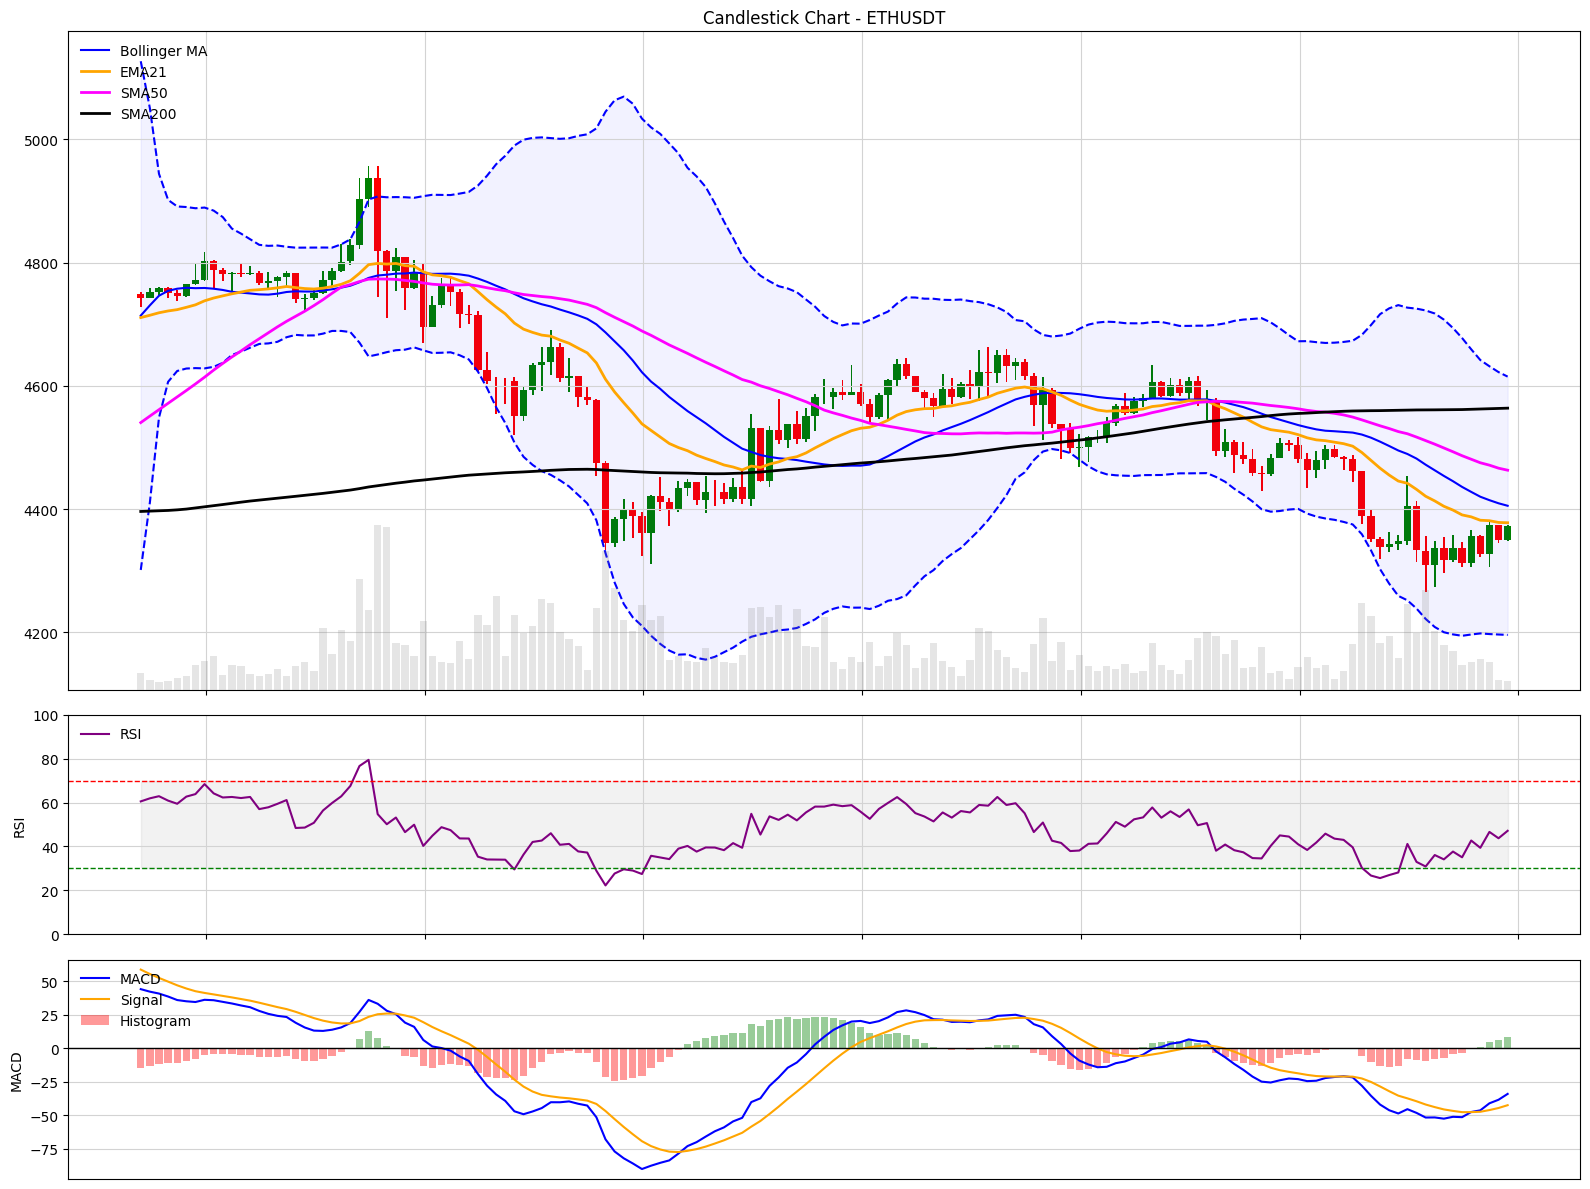 Candlestick Chart - ETHUSDT
Bollinger MA
EMA21
SMA50
SMA200
5000
4800
4600
4400
4200
100
80
60
40
20
0
RSI
RSI
50
25
0
−25
−50
−75
MACD
MACD
Signal
Histogram